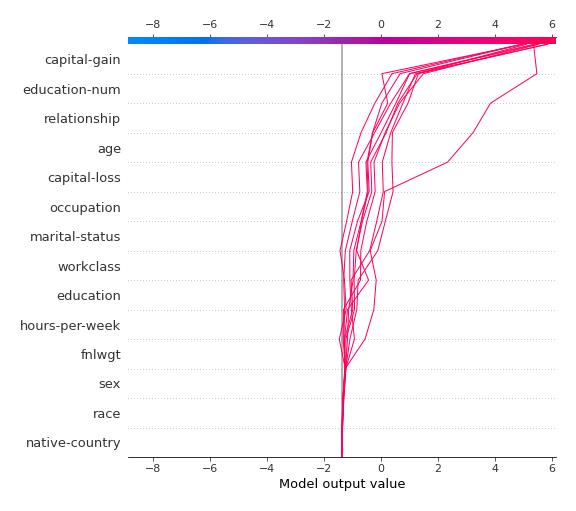 −8 −6 −4 −2 0 2 4 6
capital-gain
education-num
relationship
age
capital-loss
occupation
marital-status
workclass
education
hours-per-week
fnlwgt
sex
race
native-country
−8 −6 −4 −2 0 2 4 6
Model output value